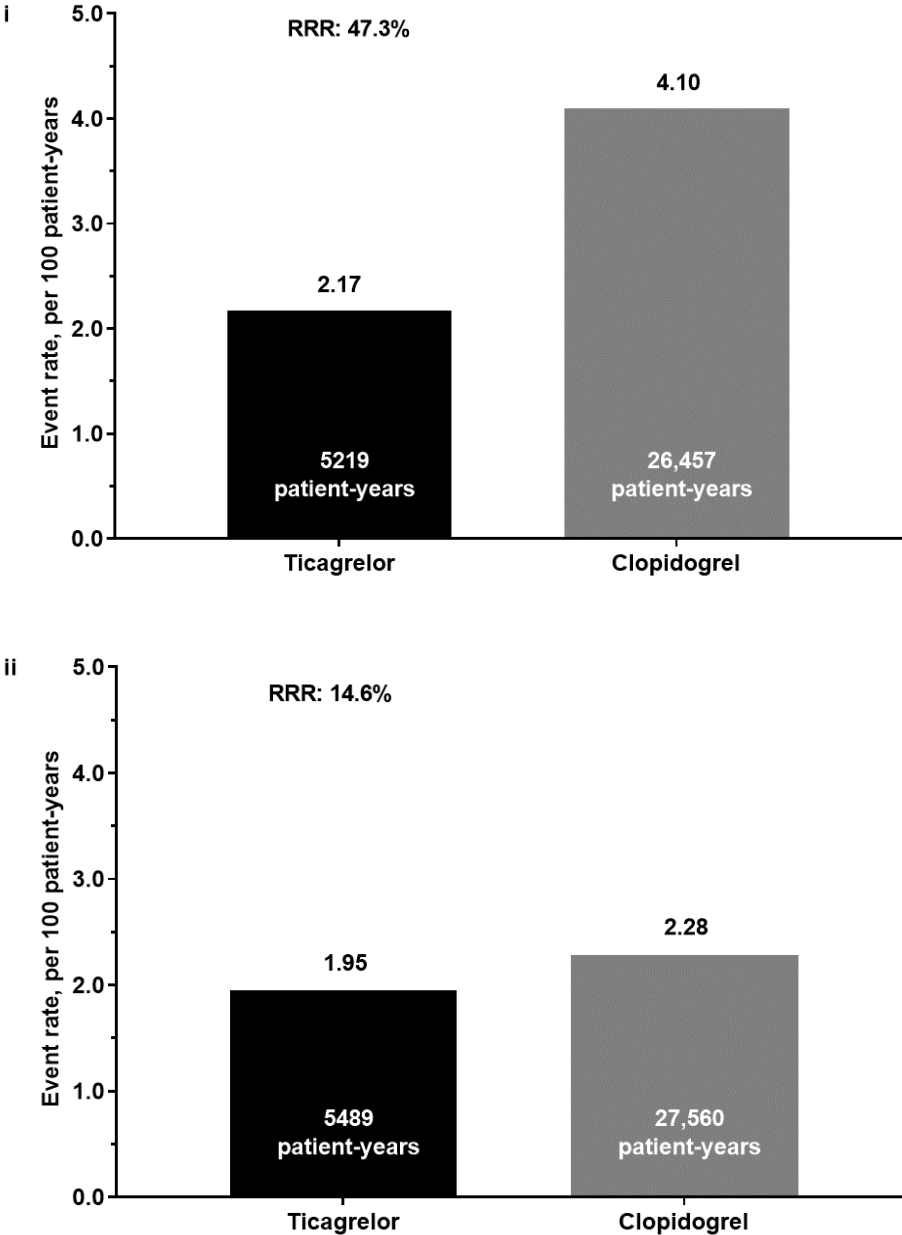 i
RRR: 47.3%
Event rate, per 100 patient-years
5.0
4.0
3.0
2.0
1.0
0.0
2.17
4.10
5219
patient-years
26,457
patient-years
Ticagrelor
Clopidogrel
ii
RRR: 14.6%
Event rate, per 100 patient-years
5.0
4.0
3.0
2.0
1.0
0.0
1.95
2.28
5489
patient-years
27,560
patient-years
Ticagrelor
Clopidogrel